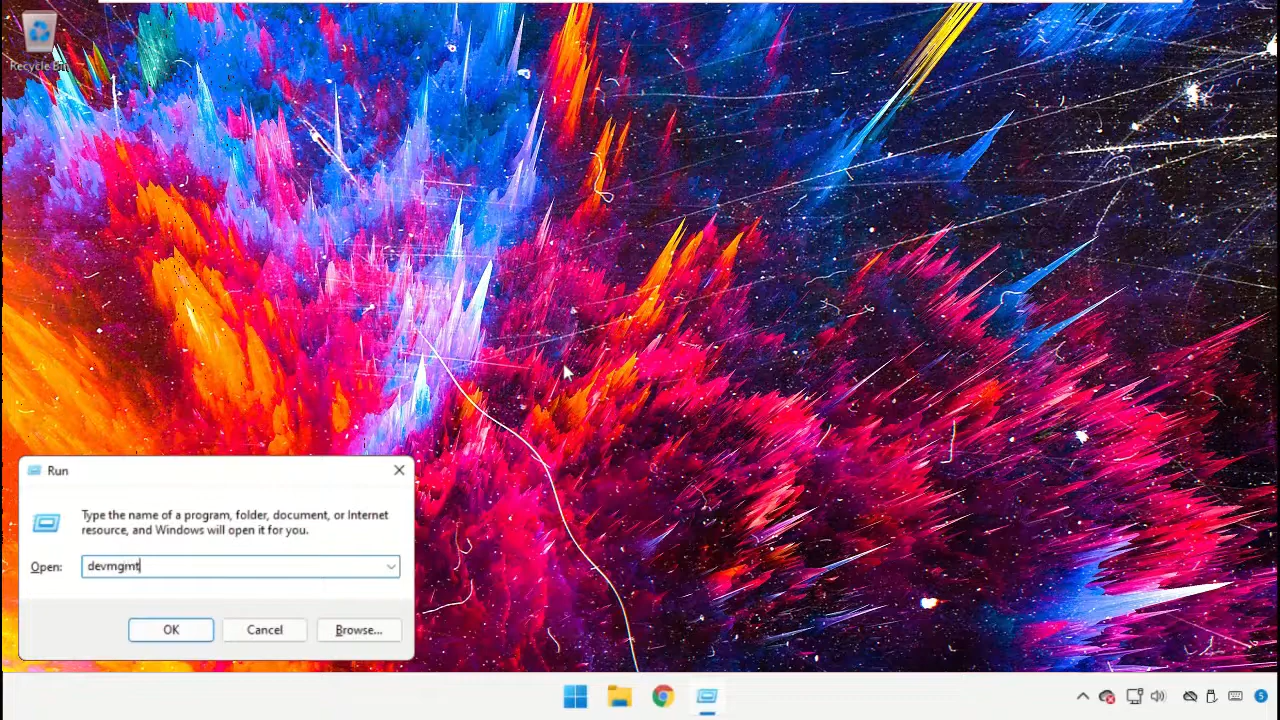 Recycle Bin
Run
Type the name of a program, folder, document, or Internet
resource, and Windows will open it for you.
Open:
devmgmt
OK
Cancel
Browse...
5